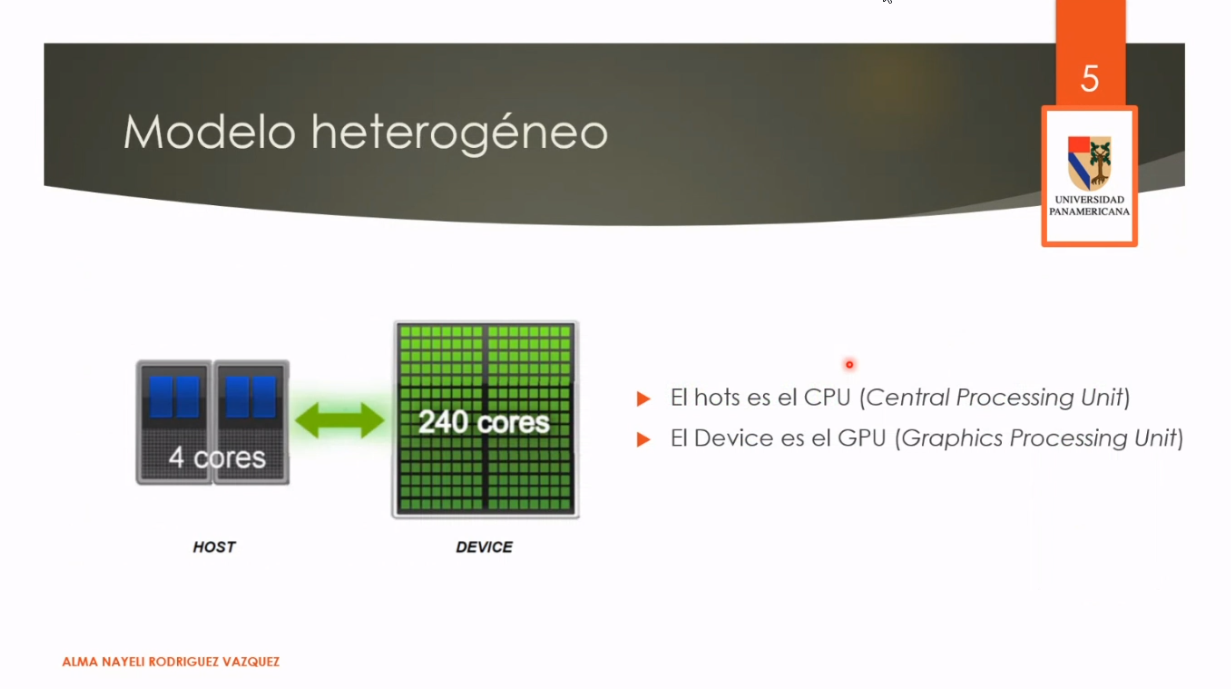 5
Modelo heterogéneo
UNIVERSIDAD
PANAMERICANA
4 cores
240 cores
HOST
DEVICE
El hots es el CPU (Central Processing Unit)
El Device es el GPU (Graphics Processing Unit)
ALMA NAYELI RODRIGUEZ VAZQUEZ